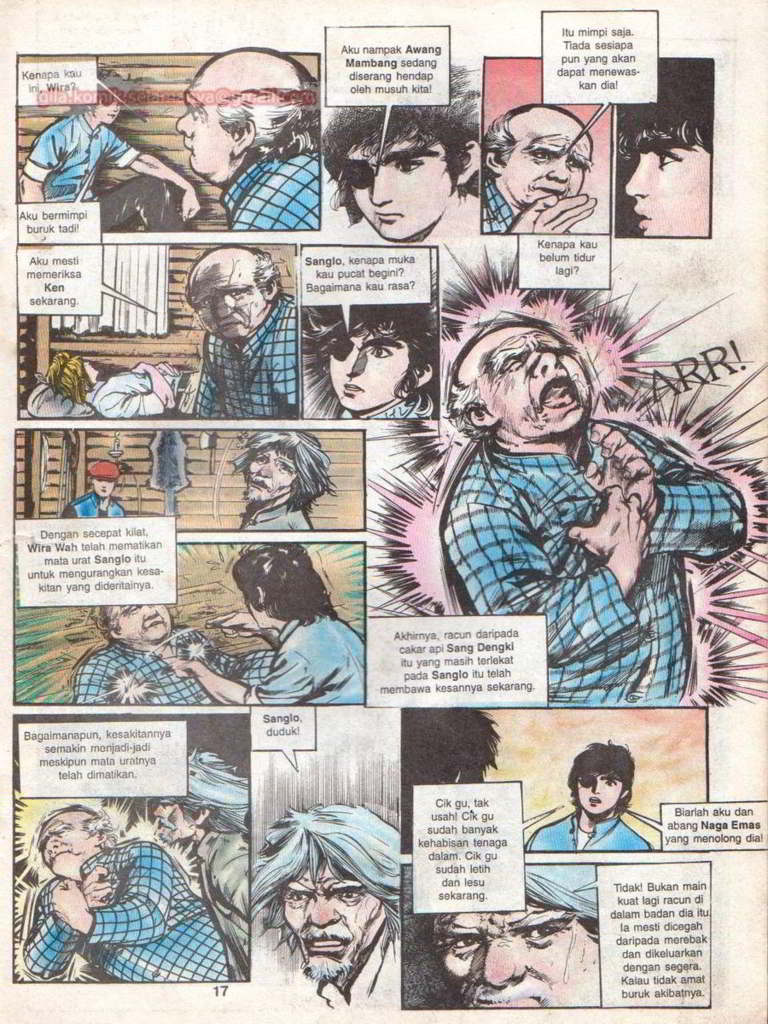 Kenapa kau
ini, Wira?
Aku bermimpi
buruk tadi!
Aku nampak Awang
Mambang sedang
diserang hendap
oleh musuh kita!
Itu mimpi saja.
Tiada sesiapa
pun yang akan
dapat menewas-
kan dia!
Kenapa kau
belum tidur
lagi?
Aku mesti
memeriksa
Ken
sekarang.
Sanglo, kenapa muka
kau pucat begini?
Bagaimana kau rasa?
ARR!
Dengan secepat kilat,
Wira Wah telah mematikan
mata urat Sanglo itu
untuk mengurangkan kesa-
kitan yang dideritainya.
Akhirnya, racun daripada
cakar api Sang Dengki
itu yang masih terlekat
pada Sanglo itu telah
membawa kesannya sekarang.
Bagaimanapun, kesakitannya
semakin menjadi-jadi
meskipun mata uratnya
telah dimatikan.
Sanglo,
duduk!
Cik gu, tak
usah! Cik gu
sudah banyak
kehabisan tenaga
dalam. Cik gu
sudah letih
dan lesu
sekarang.
Biarlah aku dan
abang Naga Emas
yang menolong dia!
Tidak! Bukan main
kuat lagi racun di
dalam badan dia itu.
Ia mesti dicegah
daripada merebak
dan dikeluarkan
dengan segera.
Kalau tidak amat
buruk akibatnya.
17